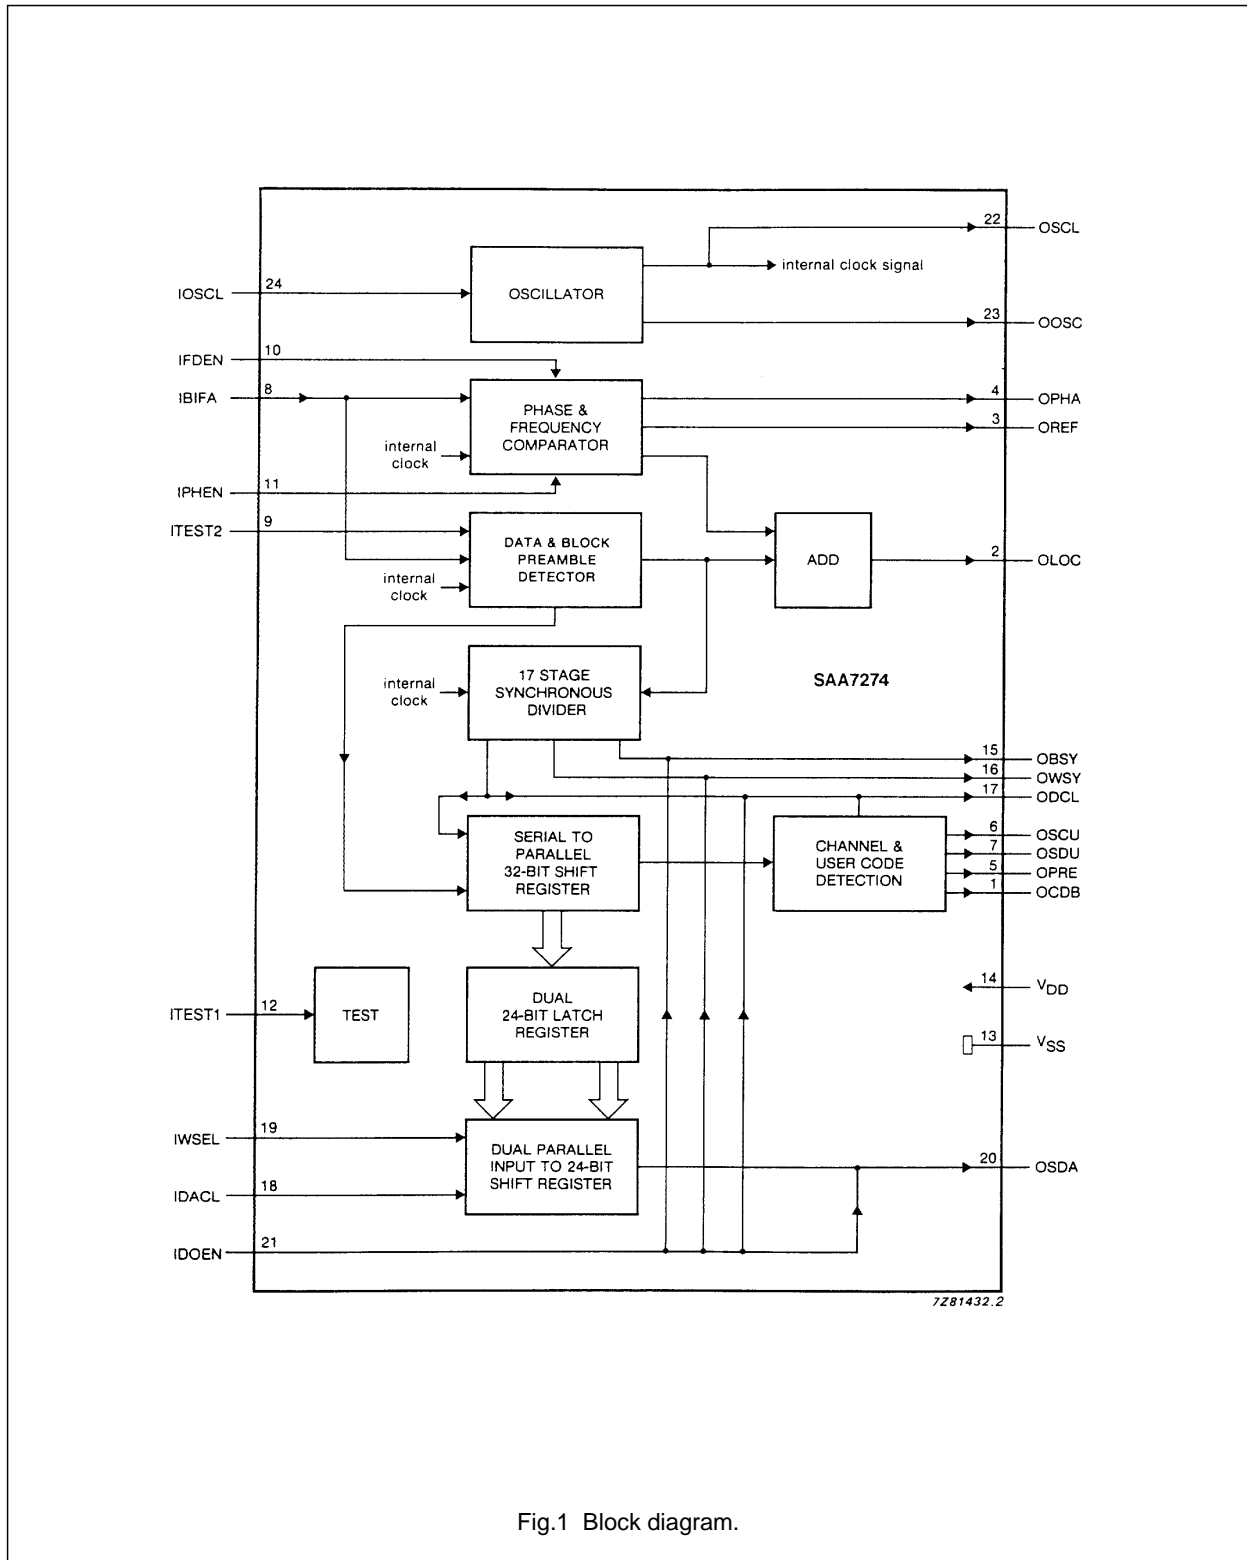 22
OSCL
internal clock signal
IOSCL
24
OSCILLATOR
23
OOSC
IFDEN
10
IBIFA
8
PHASE &
FREQUENCY
COMPARATOR
4
OPHA
3
OREF
internal
clock
IPHEN
11
ITEST2
9
DATA & BLOCK
PREAMBLE
DETECTOR
internal
clock
ADD
2
OLOC
17 STAGE
SYNCHRONOUS
DIVIDER
internal
clock
SAA7274
15
OBSY
16
OWSY
17
ODCL
SERIAL TO
PARALLEL
32-BIT SHIFT
REGISTER
CHANNEL &
USER CODE
DETECTION
6
OSCU
7
OSDU
5
OPRE
1
OCDB
14
VDD
13
VSS
ITEST1
12
TEST
DUAL
24-BIT LATCH
REGISTER
IWSEL
19
DUAL PARALLEL
INPUT TO 24-BIT
SHIFT REGISTER
IDACL
18
20
OSDA
IDOEN
21
7Z81432.2
Fig.1 Block diagram.